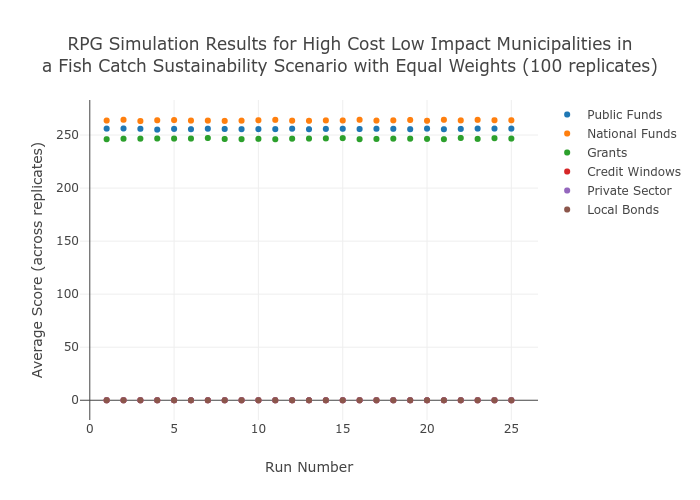 RPG Simulation Results for High Cost Low Impact Municipalities in
a Fish Catch Sustainability Scenario with Equal Weights (100 replicates)
Average Score (across replicates)
250
200
150
100
50
0
0
5
10
15
20
25
Run Number
Public Funds
National Funds
Grants
Credit Windows
Private Sector
Local Bonds